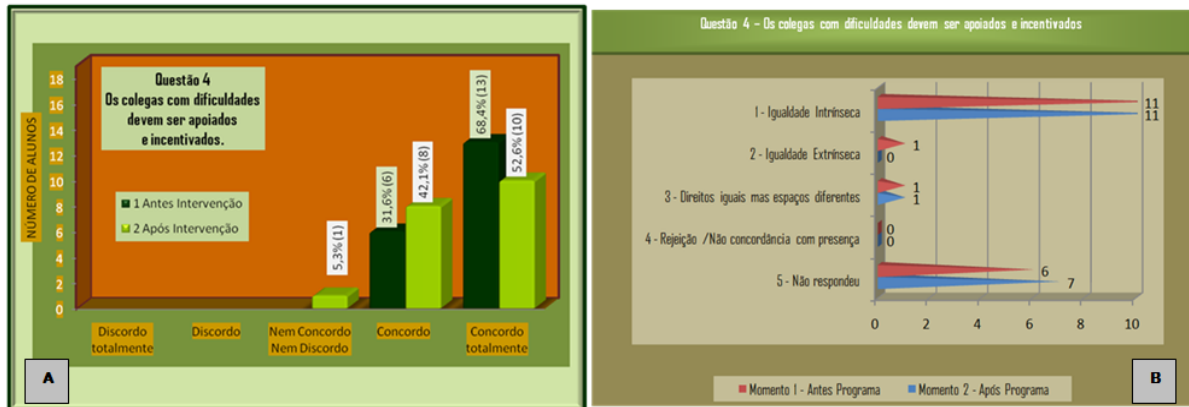 Questão 4
Os colegas com dificuldades
devem ser apoiados
e incentivados.
NÚMERO DE ALUNOS
18
16
14
12
10
8
6
4
2
0
1 Antes Intervenção
2 Após Intervenção
5,3% (1)
31,6% (6)
42,1% (8)
68,4% (13)
52,6% (10)
Discordo
totalmente
Discordo
Nem Concordo
Nem Discordo
Concordo
Concordo
totalmente
A
Questão 4 – Os colegas com dificuldades devem ser apoiados e incentivados
1 - Igualdade Intrínseca
11
11
2 - Igualdade Extrínseca
1
0
3 - Direitos iguais mas espaços diferentes
1
1
4 - Rejeição /Não concordância com presença
0
0
5 - Não respondeu
6
7
0 2 4 6 8 10
Momento 1 - Antes Programa
Momento 2 - Após Programa
B